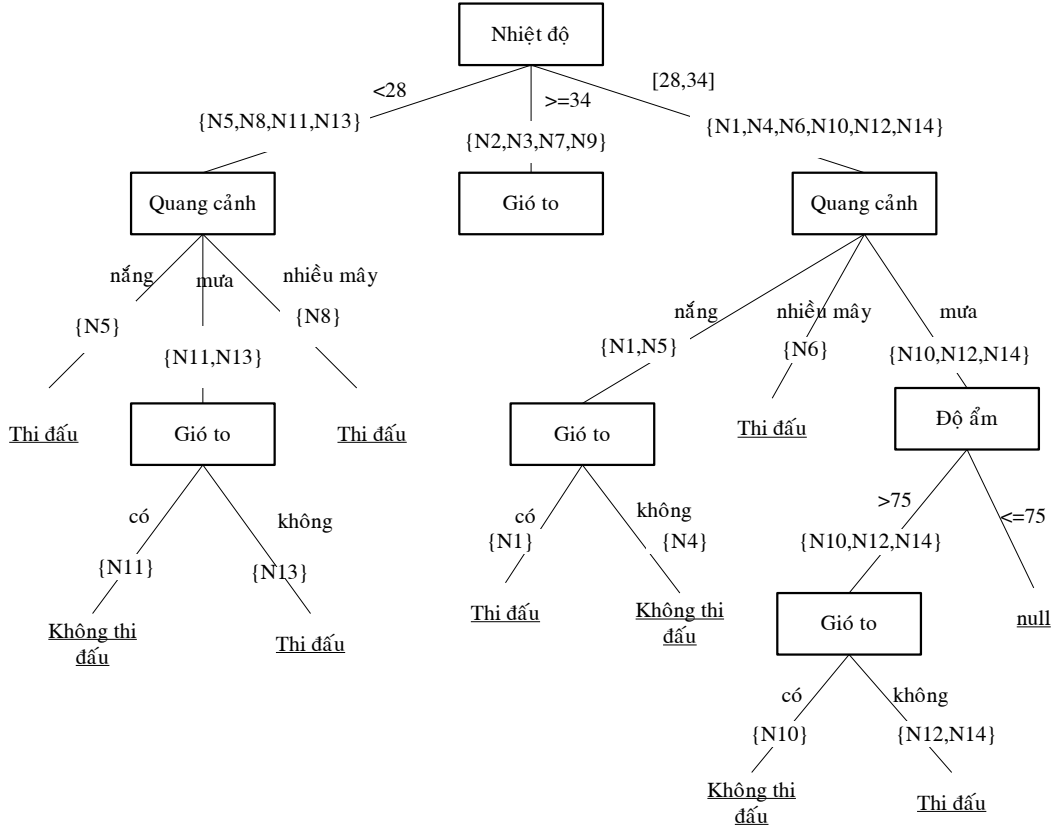 Nhiệt độ
<28
>=34
[28,34]
{N5,N8,N11,N13}
{N2,N3,N7,N9}
{N1,N4,N6,N10,N12,N14}
Quang cảnh
Gió to
Quang cảnh
nắng
mưa
nhiều mây
{N5}
{N11,N13}
{N8}
nắng
nhiều mây
mưa
{N1,N5}
{N6}
{N10,N12,N14}
Thi đấu
Gió to
Thi đấu
Gió to
Thi đấu
Độ ẩm
có
không
{N11}
{N13}
có
không
{N1}
{N4}
>75
<=75
{N10,N12,N14}
Không thi
đấu
Thi đấu
Thi đấu
Không thi
đấu
Gió to
null
có
không
{N10}
{N12,N14}
Không thi
đấu
Thi đấu